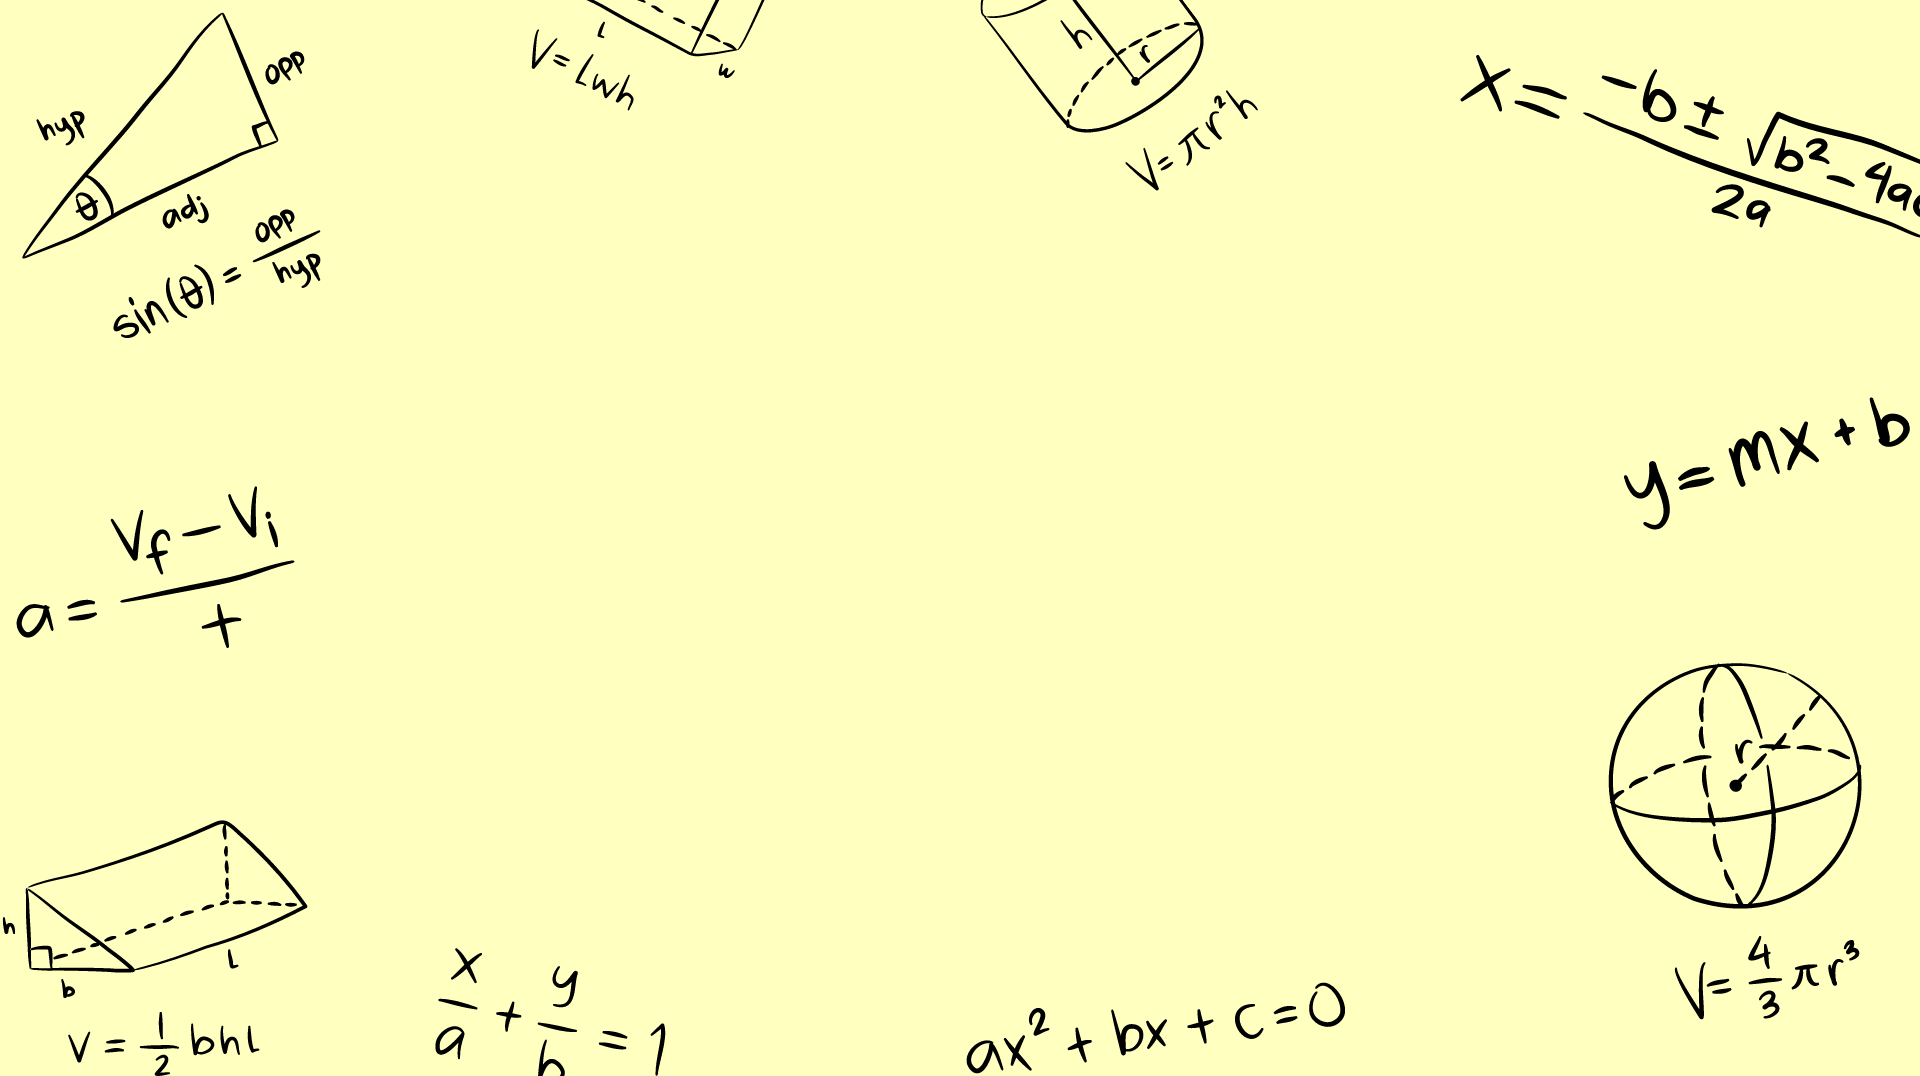 hyp
opp
θ
adj
sin(θ) = opp/hyp
L
w
V = Lwh
h
r
V = πr²h
x = -b ± √b² - 4ac
2a
y = mx + b
a = Vf - Vi
t
r
V = 4/3 πr³
h
b
L
V = 1/2 bhL
x/a + y/b = 1
ax² + bx + c = 0